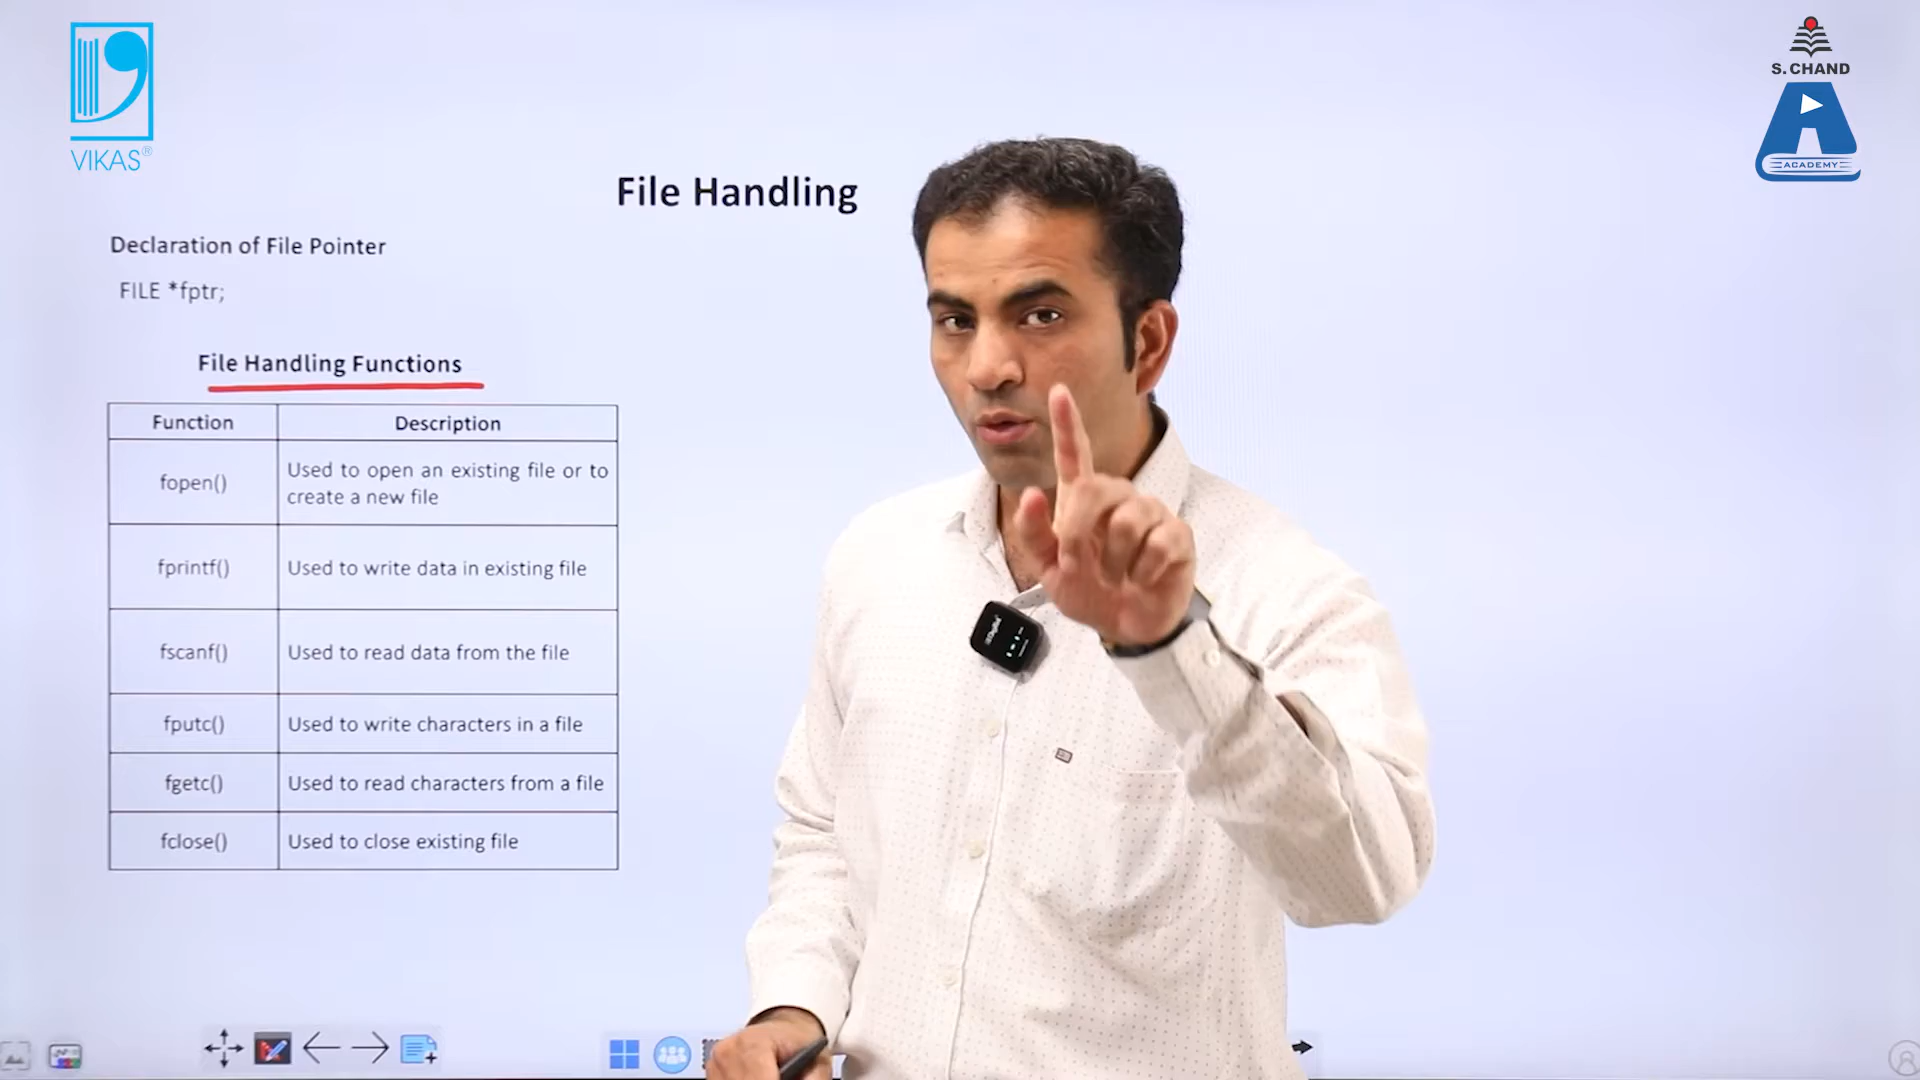 VIKAS®
S. CHAND
ACADEMY
File Handling
Declaration of File Pointer
FILE *fptr;
File Handling Functions
Function Description
fopen() Used to open an existing file or to
create a new file
fprintf() Used to write data in existing file
fscanf() Used to read data from the file
fputc() Used to write characters in a file
fgetc() Used to read characters from a file
fclose() Used to close existing file